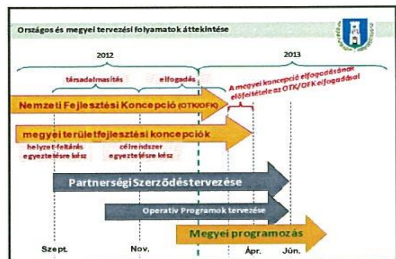 Országos és megyei tervezési folyamatok áttekintése
2012
2013
társadalmasítás
elfogadás
A megyei koncepció elfogadásának
előfeltétele az OTK/OFK elfogadása!
Nemzeti Fejlesztési Koncepció (OTK/OFK)
megyei területfejlesztési koncepciók
helyzet-feltárás
egyeztetésre kész
célrendszer
egyeztetésre kész
Partnerségi Szerződés tervezése
Operatív Programok tervezése
Megyei programozás
Szept.
Nov.
Ápr.
Jún.